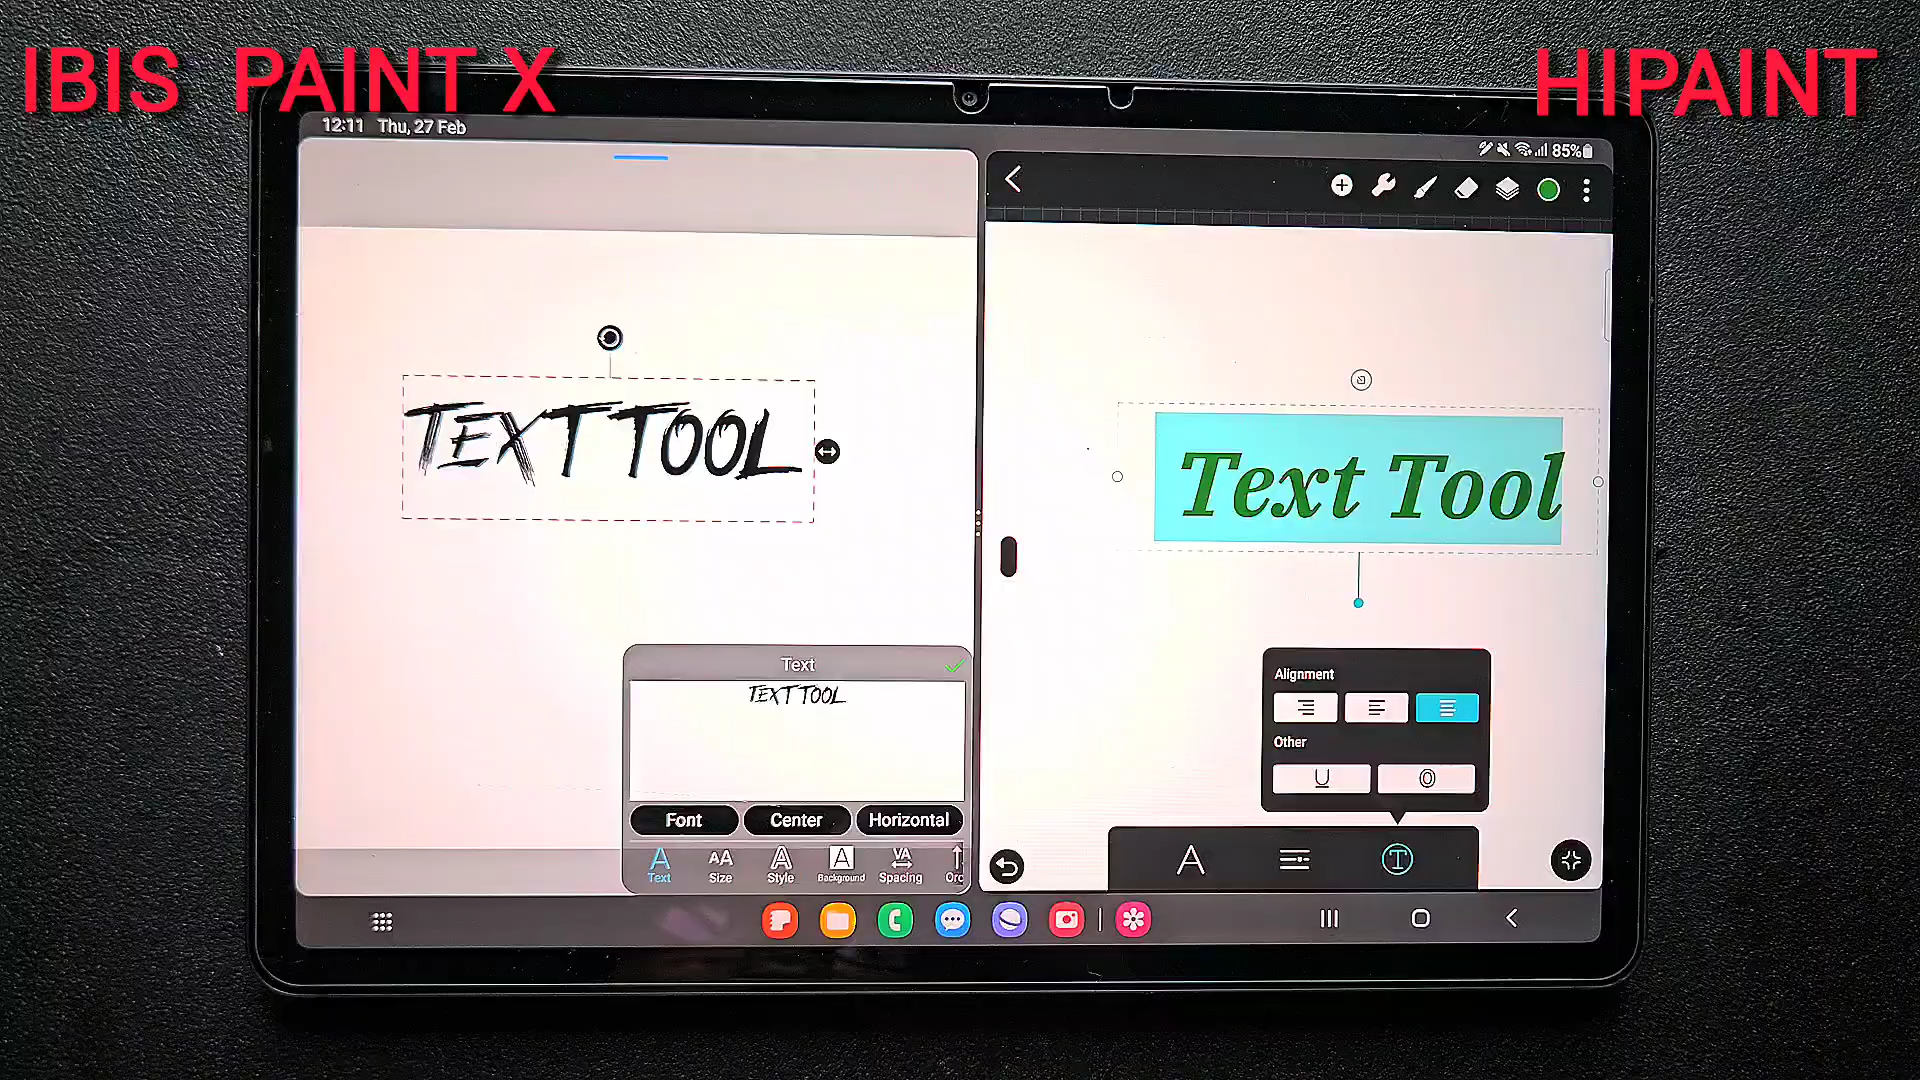 IBIS PAINT X
HIPAINT
12:11 Thu, 27 Feb
85%
TEXT TOOL
Text Tool
Text
TEXT TOOL
Font Center Horizontal
Text Size Style Background Spacing
Alignment
Other